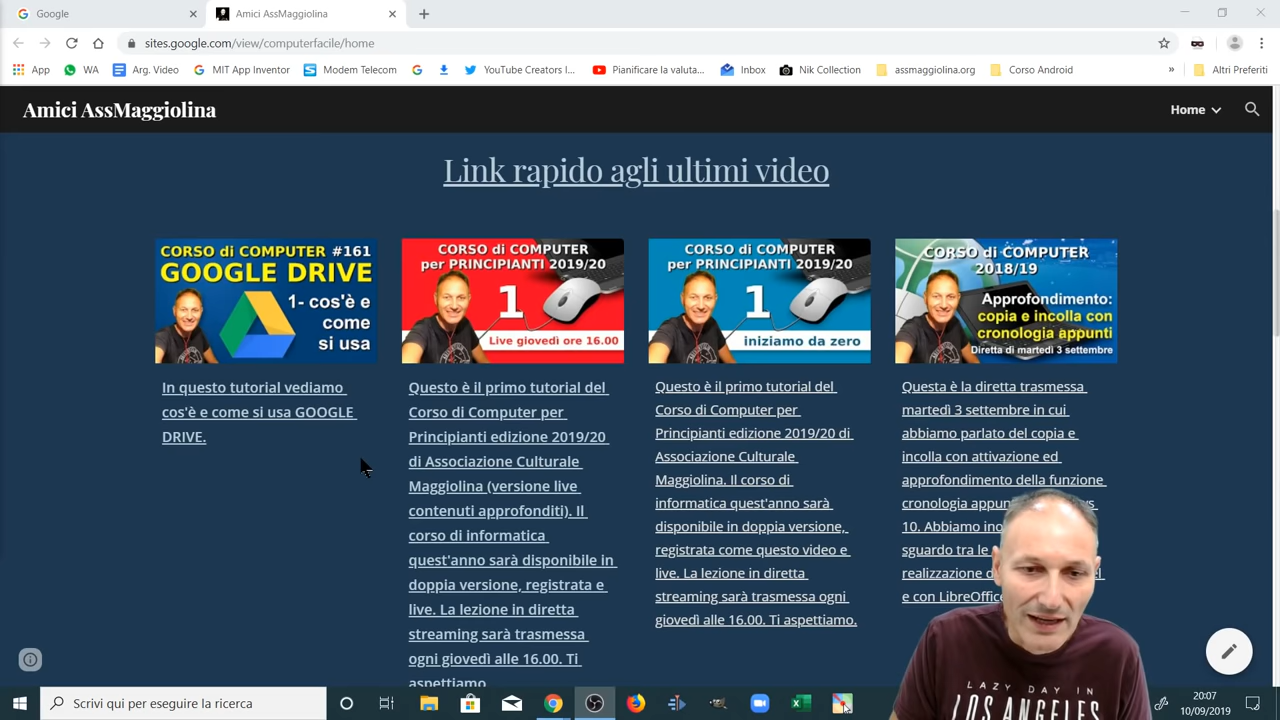 Google
Amici AssMaggiolina
sites.google.com/view/computerfacile/home
App
WA
Arg. Video
MIT App Inventor
Modem Telecom
YouTube Creators I...
Pianificare la valuta...
Inbox
Nik Collection
assmaggiolina.org
Corso Android
»
Altri Preferiti
Amici AssMaggiolina
Home
Link rapido agli ultimi video
CORSO di COMPUTER #161
GOOGLE DRIVE
1- cos'è e
come
si usa
In questo tutorial vediamo
cos'è e come si usa GOOGLE
DRIVE.
CORSO di COMPUTER
per PRINCIPIANTI 2019/20
1
Live giovedì ore 16.00
Questo è il primo tutorial del
Corso di Computer per
Principianti edizione 2019/20
di Associazione Culturale
Maggiolina (versione live
contenuti approfonditi). Il
corso di informatica
quest'anno sarà disponibile in
doppia versione, registrata e
live. La lezione in diretta
streaming sarà trasmessa
ogni giovedì alle 16.00. Ti
aspettiamo
CORSO di COMPUTER
per PRINCIPIANTI 2019/20
1
iniziamo da zero
Questo è il primo tutorial del
Corso di Computer per
Principianti edizione 2019/20 di
Associazione Culturale
Maggiolina. Il corso di
informatica quest'anno sarà
disponibile in doppia versione,
registrata come questo video e
live. La lezione in diretta
streaming sarà trasmessa ogni
giovedì alle 16.00. Ti aspettiamo.
CORSO di COMPUTER
2018/19
Approfondimento:
copia e incolla con
cronologia appunti
Diretta di martedì 3 settembre
Questa è la diretta trasmessa
martedì 3 settembre in cui
abbiamo parlato del copia e
incolla con attivazione ed
approfondimento della funzione
cronologia
10. Abbiamo
sguardo tra le
realizzazione
e con LibreOffice
LAZY DAY IN
LOS ANGELES
Scrivi qui per eseguire la ricerca
20:07
10/09/2019